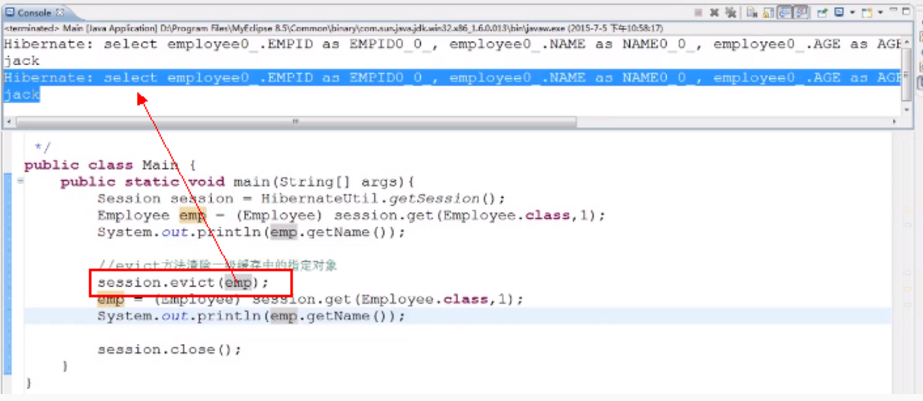 Console
<terminated> Main [Java Application] D:\Program Files\MyEclipse 8.5\Common\binary\com.sun.java.jdk.win32.x86_1.6.0.013\bin\javaw.exe (2015-7-5 下午10:58:17)
Hibernate: select employee0_.EMPID as EMPID0_0_, employee0_.NAME as NAME0_0_, employee0_.AGE as AGE
jack
Hibernate: select employee0_.EMPID as EMPID0_0_, employee0_.NAME as NAME0_0_, employee0_.AGE as AGE
jack
*/
public class Main {
public static void main(String[] args){
Session session = HibernateUtil.getSession();
Employee emp = (Employee) session.get(Employee.class,1);
System.out.println(emp.getName());
//evict方法清除一级缓存中的指定对象
session.evict(emp);
emp = (Employee) session.get(Employee.class,1);
System.out.println(emp.getName());
session.close();
}
}